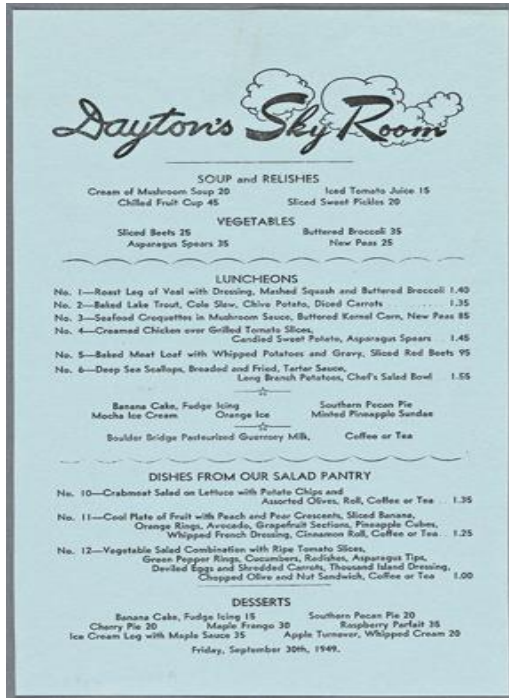 Dayton's Sky Room
SOUP and RELISHES
Cream of Mushroom Soup 20 Iced Tomato Juice 15
Chilled Fruit Cup 45 Sliced Sweet Pickles 20
VEGETABLES
Sliced Beets 25 Buttered Broccoli 35
Asparagus Spears 35 New Peas 25
LUNCHEONS
No. 1—Roast Leg of Veal with Dressing, Mashed Squash and Buttered Broccoli 1.40
No. 2—Baked Lake Trout, Cole Slaw, Chive Potato, Diced Carrots ........ 1.35
No. 3—Seafood Croquettes in Mushroom Sauce, Buttered Kernel Corn, New Peas 85
No. 4—Creamed Chicken over Grilled Tomato Slices,
Candied Sweet Potato, Asparagus Spears .. 1.45
No. 5—Baked Meat Loaf with Whipped Potatoes and Gravy, Sliced Red Beets 95
No. 6—Deep Sea Scallops, Breaded and Fried, Tartar Sauce,
Long Branch Potatoes, Chef's Salad Bowl .. 1.55
Banana Cake, Fudge Icing Southern Pecan Pie
Mocha Ice Cream Orange Ice Minted Pineapple Sundae
Boulder Bridge Pasteurized Guernsey Milk, Coffee or Tea
DISHES FROM OUR SALAD PANTRY
No. 10—Crabmeat Salad on Lettuce with Potato Chips and
Assorted Olives, Roll, Coffee or Tea .. 1.35
No. 11—Cool Plate of Fruit with Peach and Pear Crescents, Sliced Banana,
Orange Rings, Avocado, Grapefruit Sections, Pineapple Cubes,
Whipped French Dressing, Cinnamon Roll, Coffee or Tea .. 1.25
No. 12—Vegetable Salad Combination with Ripe Tomato Slices,
Green Pepper Rings, Cucumbers, Radishes, Asparagus Tips,
Deviled Eggs and Shredded Carrots, Thousand Island Dressing,
Chopped Olive and Nut Sandwich, Coffee or Tea .. 1.00
DESSERTS
Banana Cake, Fudge Icing 15 Southern Pecan Pie 20
Cherry Pie 20 Maple Frango 30 Raspberry Parfait 35
Ice Cream Log with Maple Sauce 35 Apple Turnover, Whipped Cream 20
Friday, September 30th, 1949.